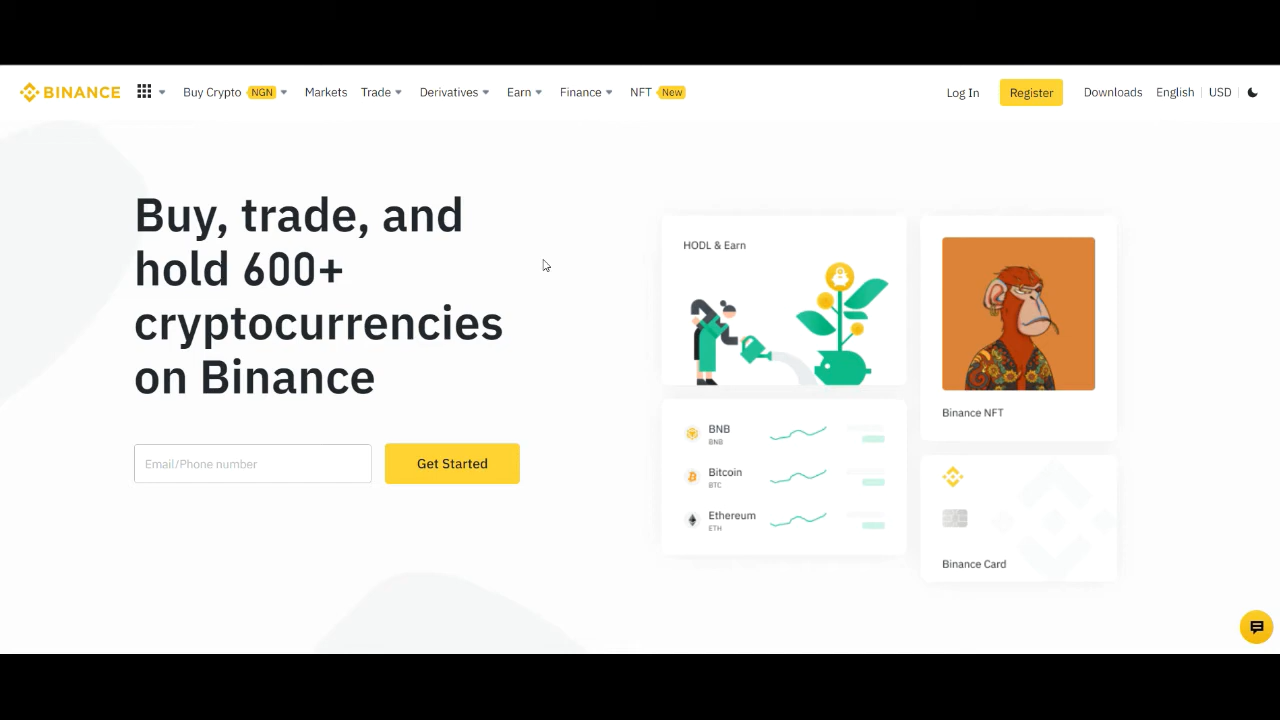 BINANCE
Buy Crypto NGN Markets Trade Derivatives Earn Finance NFT New
Log In Register Downloads English USD
Buy, trade, and
hold 600+
cryptocurrencies
on Binance
Email/Phone number
Get Started
HODL & Earn
BNB
BNB
Bitcoin
BTC
Ethereum
ETH
Binance NFT
Binance Card